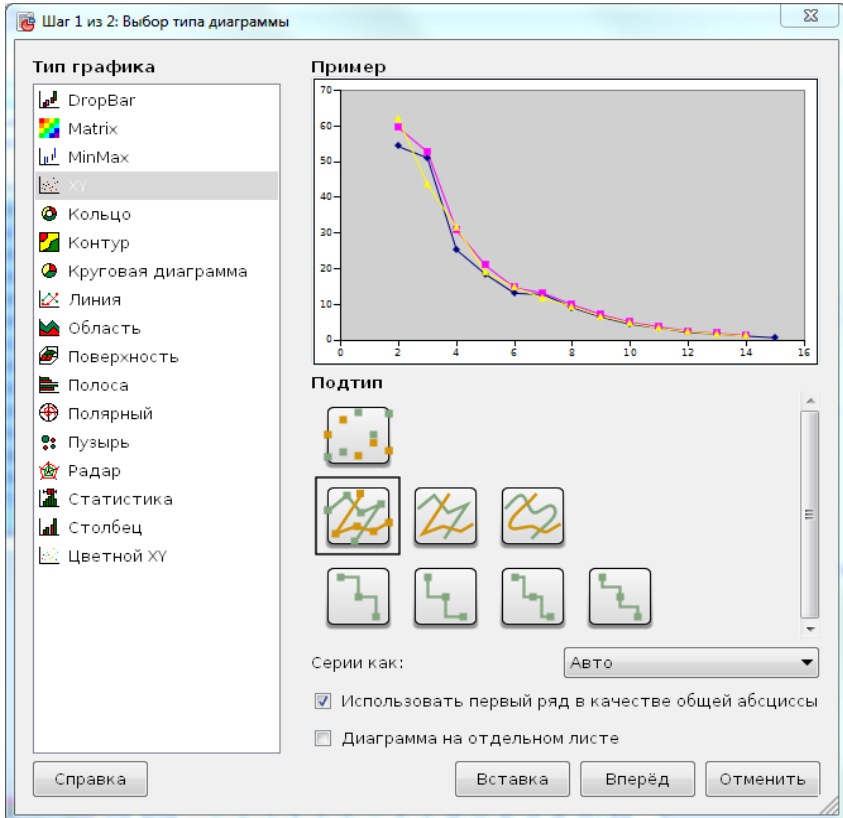 Шаг 1 из 2: Выбор типа диаграммы
Тип графика
DropBar
Matrix
MinMax
XY
Кольцо
Контур
Круговая диаграмма
Линия
Область
Поверхность
Полоса
Полярный
Пузырь
Радар
Статистика
Столбец
Цветной XY
Пример
70
60
50
40
30
20
10
0
0 2 4 6 8 10 12 14 16
Подтип
Серии как: Авто
Использовать первый ряд в качестве общей абсциссы
Диаграмма на отдельном листе
Справка Вставка Вперёд Отменить